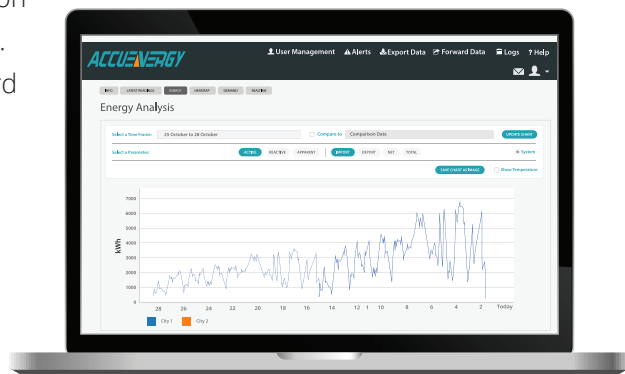 on
.
rd
ACCUENERGY
User Management Alerts Export Data Forward Data Logs ? Help
INFO LATEST READINGS ENERGY HEATMAP DEMAND REALTIME
Energy Analysis
Select a Time Frame: 25 October to 28 October Compare to Comparison Date UPDATE CHART
Select a Parameter: ACTIVE REACTIVE APPARENT IMPORT EXPORT NET TOTAL System
SAVE CHART AS IMAGE Show Temperature
kWh
7000
6000
5000
4000
3000
2000
1000
0
28 26 24 22 20 18 16 14 12 1 10 8 6 4 2 Today
City 1 City 2